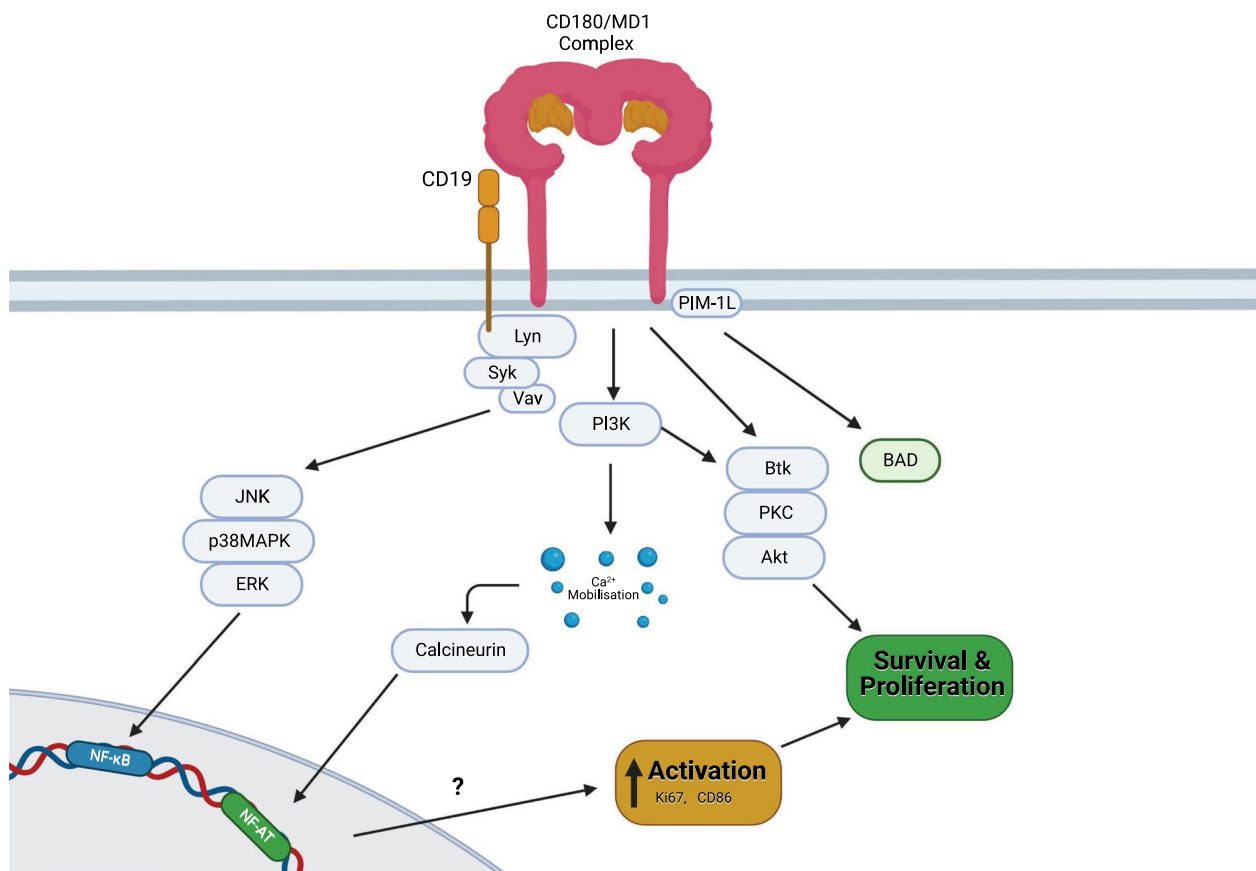 CD180/MD1
Complex
CD19
PIM-1L
Lyn
Syk
Vav
PI3K
BAD
Btk
PKC
Akt
JNK
p38MAPK
ERK
Ca²⁺
Mobilisation
Calcineurin
Survival &
Proliferation
NF-κB
NF-AT
?
Activation
Ki67, CD86